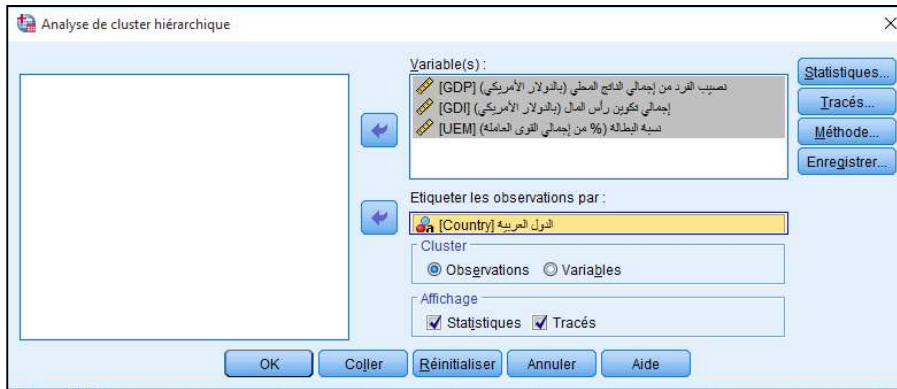 Analyse de cluster hiérarchique
Variable(s) :
نصيب الفرد من إجمالي الناتج المحلي (بالدولار الأمريكي) [GDP]
إجمالي تكوين رأس المال (بالدولار الأمريكي) [GDI]
نسبة البطالة (% من إجمالي القوى العاملة) [UEM]
Statistiques...
Tracés...
Méthode...
Enregistrer...
Etiqueter les observations par :
الدول العربية [Country]
Cluster
Observations Variables
Affichage
Statistiques Tracés
OK Coller Réinitialiser Annuler Aide